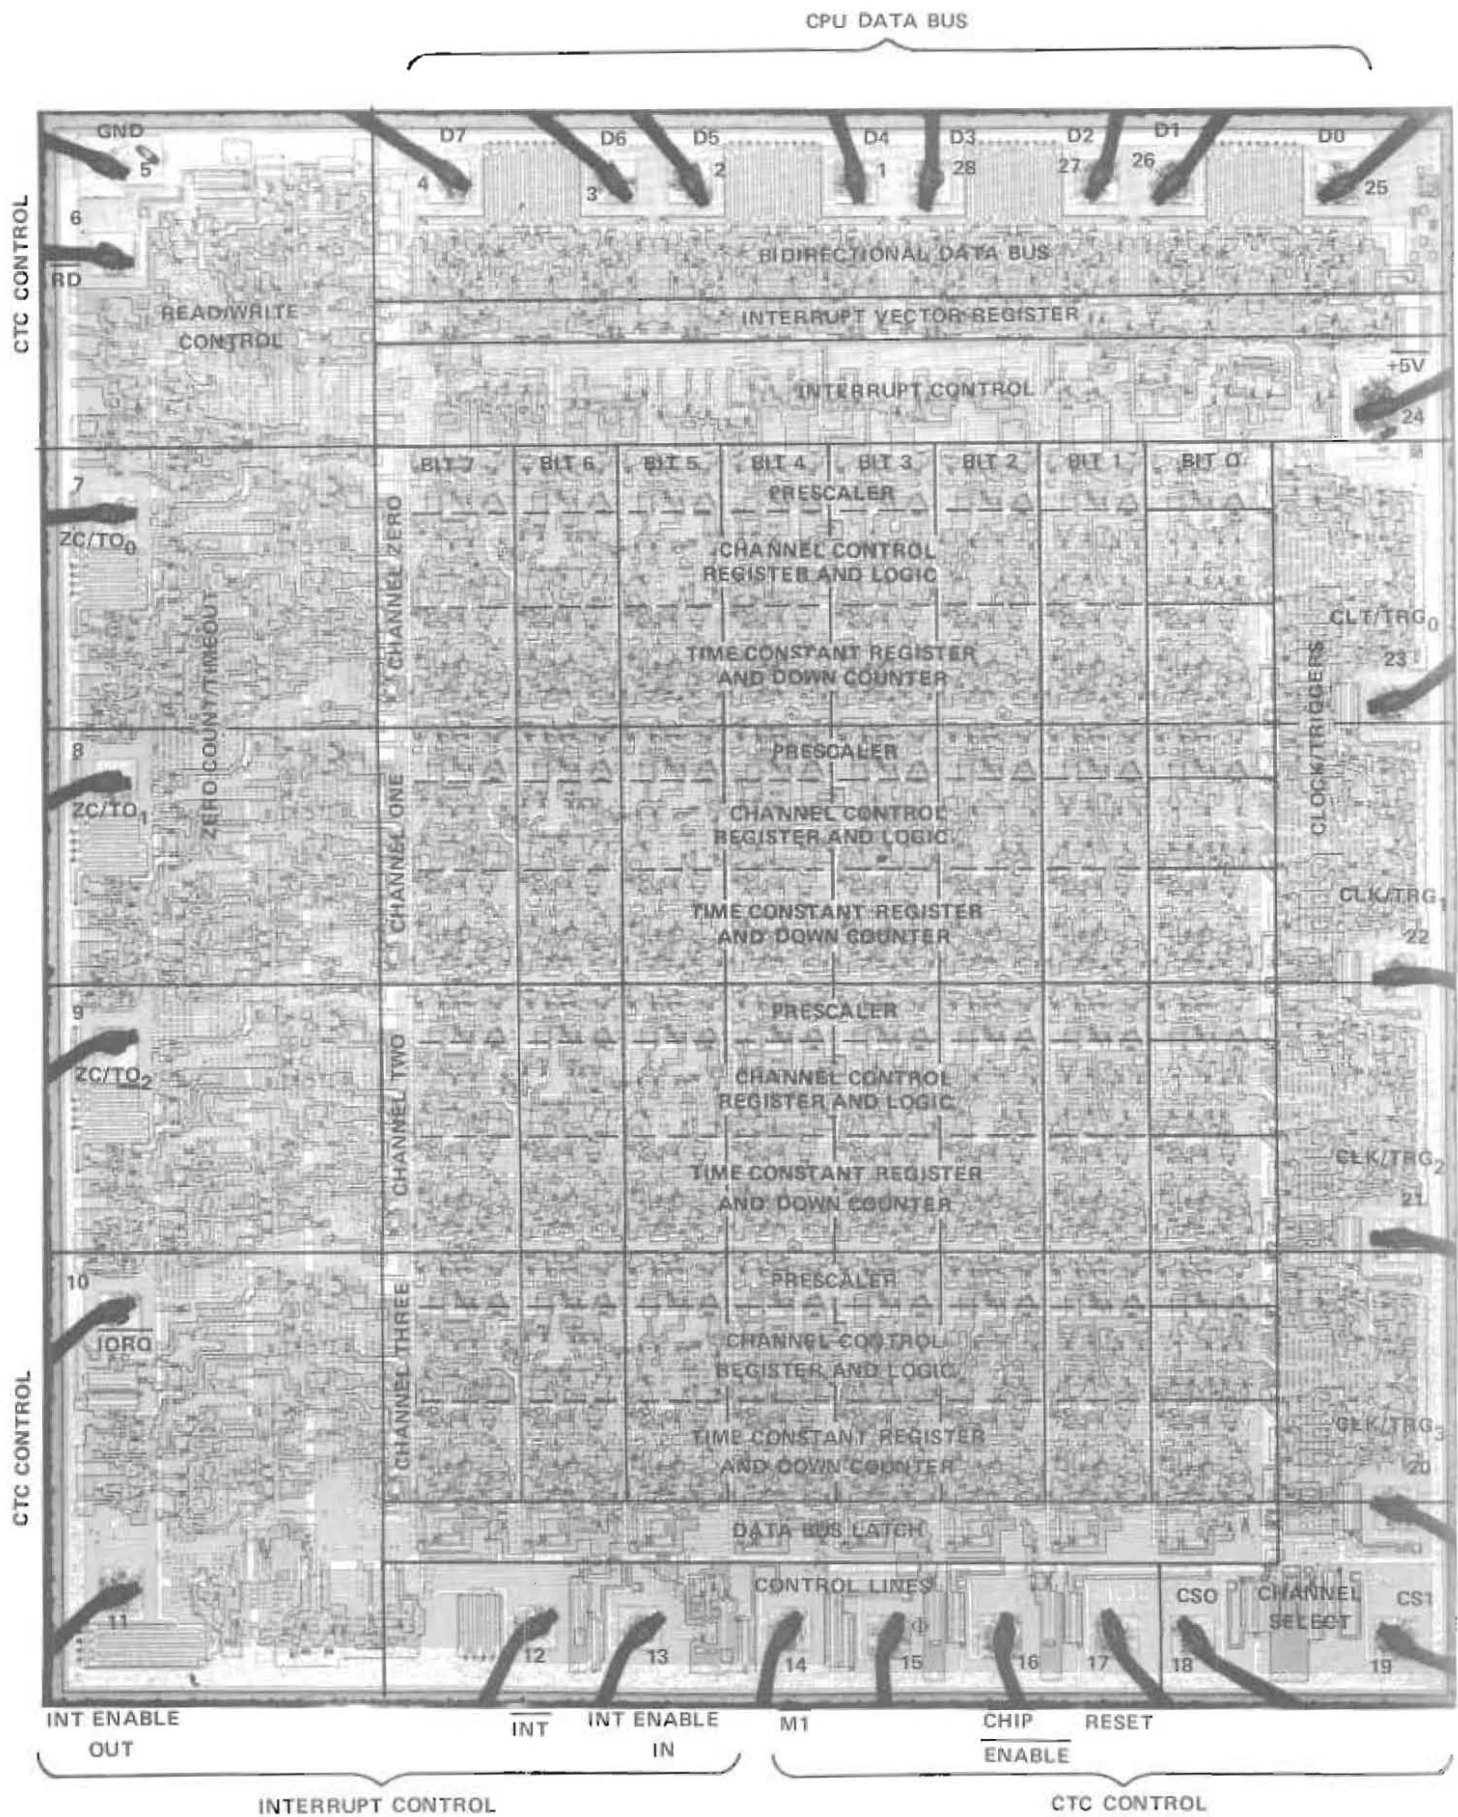 CPU DATA BUS
GND
D7
D6
D5
D4
D3
D2
D1
D0
5
4
3
2
1
28
27
26
25
6
RD
CTC CONTROL
READ/WRITE
CONTROL
BIDIRECTIONAL DATA BUS
INTERRUPT VECTOR REGISTER
INTERRUPT CONTROL
+5V
24
BIT 7
BIT 6
BIT 5
BIT 4
BIT 3
BIT 2
BIT 1
BIT 0
7
ZC/TO0
ZERO COUNT/TIMEOUT
CHANNEL ZERO
PRESCALER
CHANNEL CONTROL
REGISTER AND LOGIC
TIME CONSTANT REGISTER
AND DOWN COUNTER
CLOCK/TRIGGERS
CLT/TRG0
23
8
ZC/TO1
CHANNEL ONE
PRESCALER
CHANNEL CONTROL
REGISTER AND LOGIC
TIME CONSTANT REGISTER
AND DOWN COUNTER
CLK/TRG1
22
9
ZC/TO2
CHANNEL TWO
PRESCALER
CHANNEL CONTROL
REGISTER AND LOGIC
TIME CONSTANT REGISTER
AND DOWN COUNTER
CLK/TRG2
21
10
IORQ
CTC CONTROL
CHANNEL THREE
PRESCALER
CHANNEL CONTROL
REGISTER AND LOGIC
TIME CONSTANT REGISTER
AND DOWN COUNTER
CLK/TRG3
20
DATA BUS LATCH
CONTROL LINES
CS0
CHANNEL
SELECT
CS1
11
12
13
14
Φ
15
16
17
18
19
INT ENABLE
OUT
INT
INT ENABLE
IN
M1
CHIP
ENABLE
RESET
INTERRUPT CONTROL
CTC CONTROL